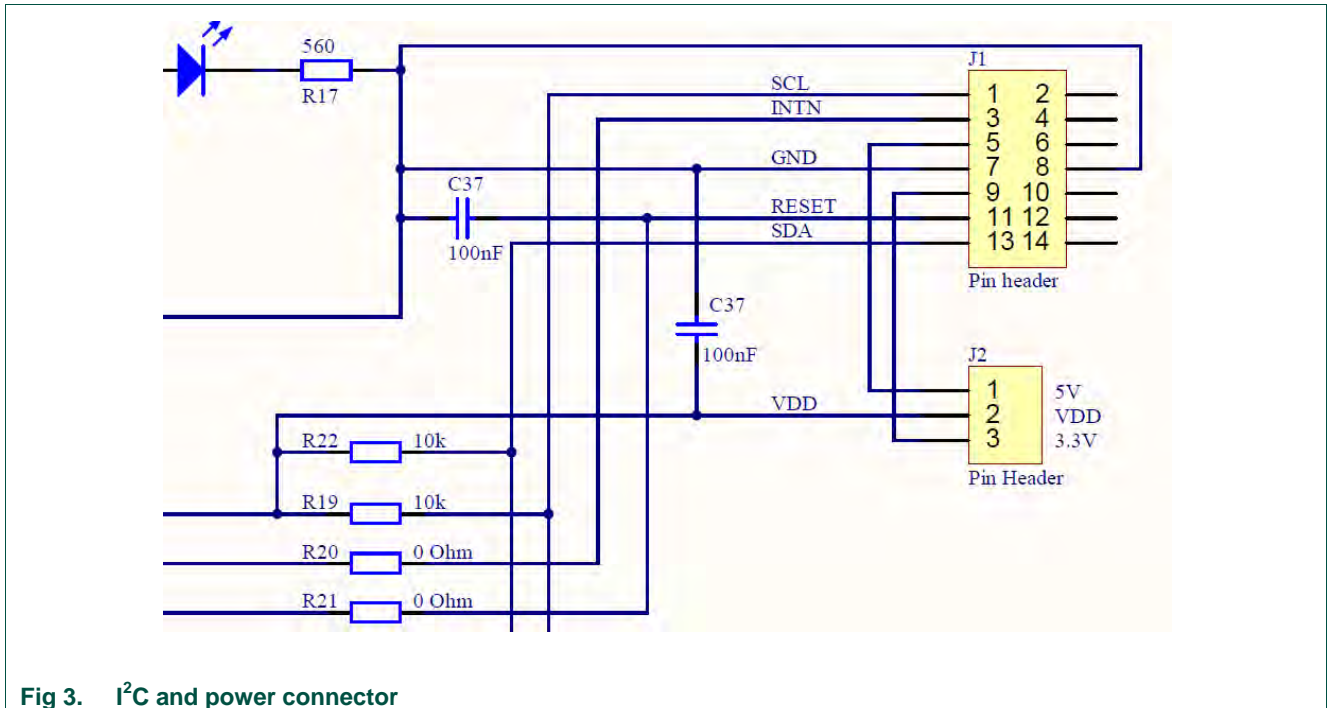 560
R17
J1
SCL
1 2
INTN
3 4
5 6
GND
7 8
C37
9 10
RESET
11 12
100nF
SDA
13 14
Pin header
C37
100nF
J2
1 5V
VDD
2 VDD
3 3.3V
Pin Header
R22 10k
R19 10k
R20 0 Ohm
R21 0 Ohm
Fig 3. I²C and power connector